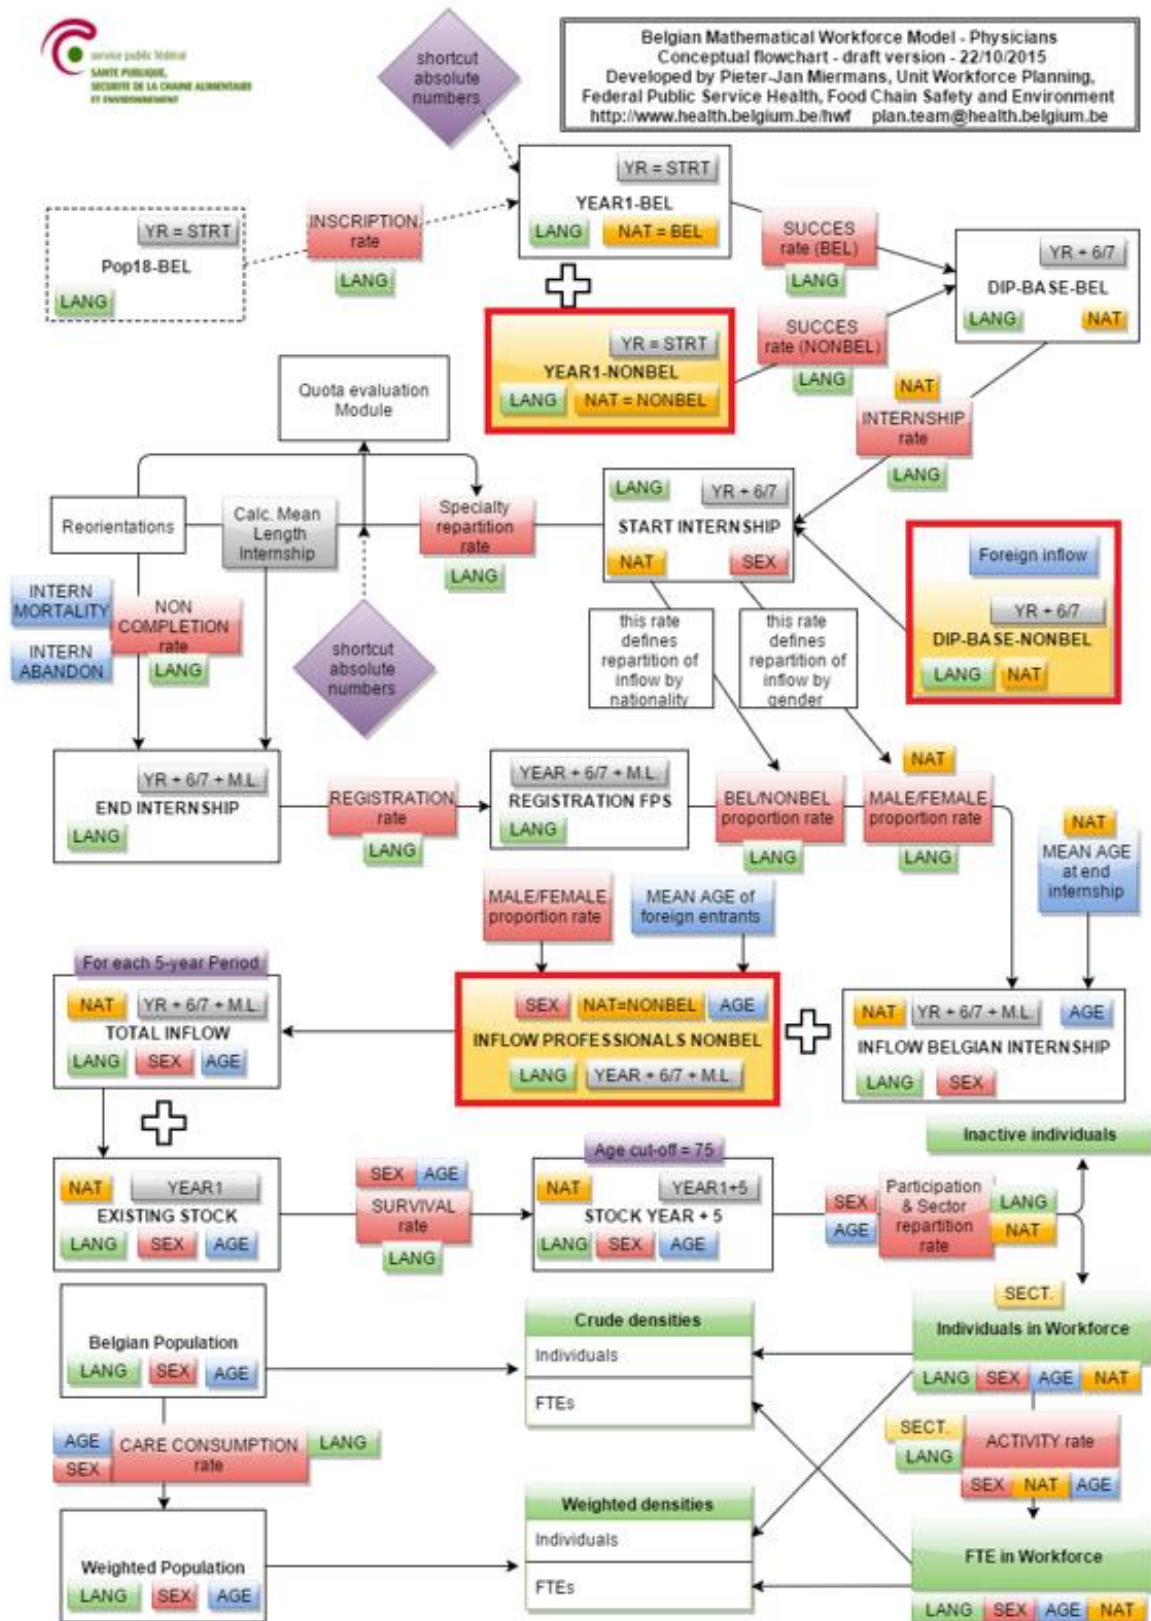 service public fédéral
SANTE PUBLIQUE,
SECURITE DE LA CHAINE ALIMENTAIRE
ET ENVIRONNEMENT
shortcut
absolute
numbers
Belgian Mathematical Workforce Model - Physicians
Conceptual flowchart - draft version - 22/10/2015
Developed by Pieter-Jan Miermans, Unit Workforce Planning,
Federal Public Service Health, Food Chain Safety and Environment
http://www.health.belgium.be/hwf plan.team@health.belgium.be
YR = STRT
Pop18-BEL
LANG
INSCRIPTION
rate
LANG
YR = STRT
YEAR1-BEL
LANG
NAT = BEL
SUCCES
rate (BEL)
LANG
YR + 6/7
DIP-BASE-BEL
LANG
NAT
YR = STRT
YEAR1-NONBEL
LANG
NAT = NONBEL
SUCCES
rate (NONBEL)
LANG
NAT
INTERNSHIP
rate
LANG
Quota evaluation
Module
Reorientations
Calc. Mean
Length
Internship
Specialty
repartition
rate
LANG
LANG
YR + 6/7
START INTERNSHIP
NAT
SEX
Foreign inflow
YR + 6/7
DIP-BASE-NONBEL
LANG
NAT
INTERN
MORTALITY
INTERN
ABANDON
NON
COMPLETION
rate
LANG
shortcut
absolute
numbers
this rate
defines
repartition of
inflow by
nationality
this rate
defines
repartition of
inflow by
gender
YR + 6/7 + M.L.
END INTERNSHIP
LANG
REGISTRATION
rate
LANG
YEAR + 6/7 + M.L.
REGISTRATION FPS
LANG
BEL/NONBEL
proportion rate
LANG
NAT
MALE/FEMALE
proportion rate
LANG
NAT
MEAN AGE
at end
internship
MALE/FEMALE
proportion rate
MEAN AGE of
foreign entrants
For each 5-year Period
NAT
YR + 6/7 + M.L.
TOTAL INFLOW
LANG
SEX
AGE
SEX
NAT=NONBEL
AGE
INFLOW PROFESSIONALS NONBEL
LANG
YEAR + 6/7 + M.L.
NAT
YR + 6/7 + M.L.
AGE
INFLOW BELGIAN INTERNSHIP
LANG
SEX
Inactive individuals
NAT
YEAR1
EXISTING STOCK
LANG
SEX
AGE
SEX
AGE
SURVIVAL
rate
LANG
Age cut-off = 75
NAT
YEAR1+5
STOCK YEAR + 5
LANG
SEX
AGE
SEX
AGE
Participation
& Sector
repartition
rate
LANG
NAT
Belgian Population
LANG
SEX
AGE
Crude densities
Individuals
FTEs
SECT.
Individuals in Workforce
LANG
SEX
AGE
NAT
AGE
SEX
CARE CONSUMPTION
rate
LANG
SECT.
LANG
ACTIVITY rate
SEX
NAT
AGE
Weighted Population
LANG
SEX
AGE
Weighted densities
Individuals
FTEs
FTE in Workforce
LANG
SEX
AGE
NAT